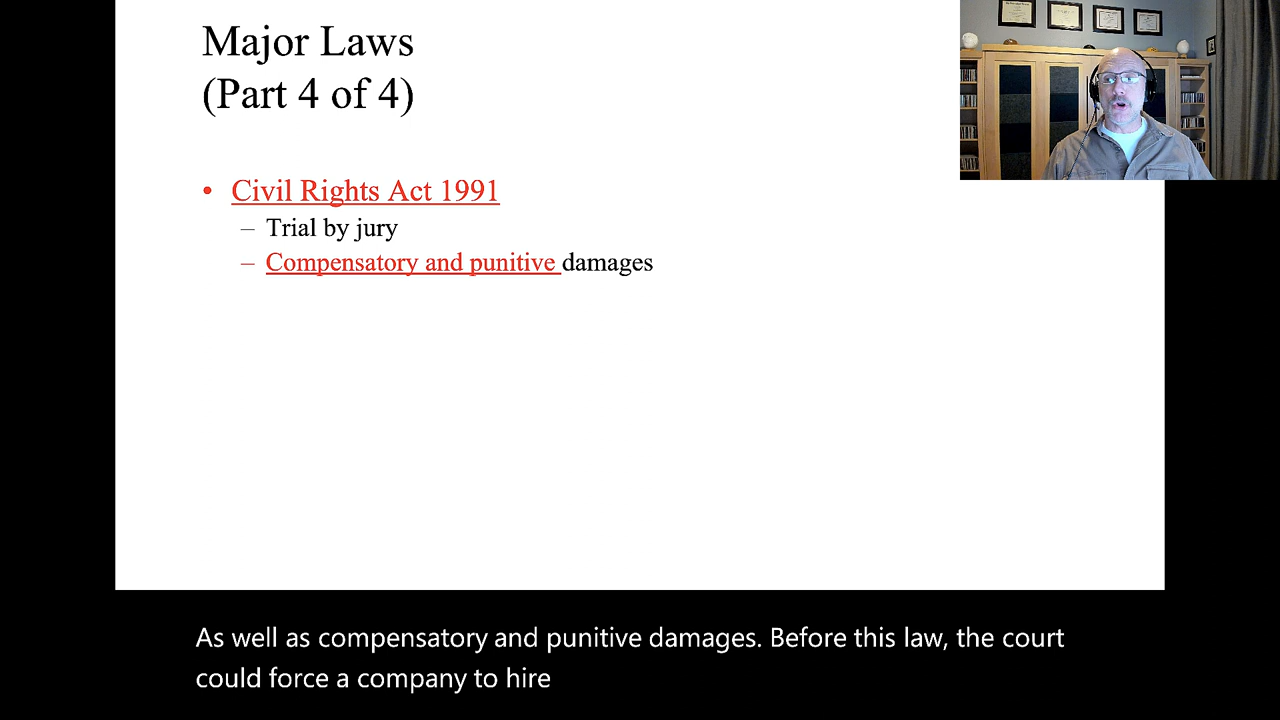 Major Laws
(Part 4 of 4)
• Civil Rights Act 1991
– Trial by jury
– Compensatory and punitive damages
As well as compensatory and punitive damages. Before this law, the court
could force a company to hire